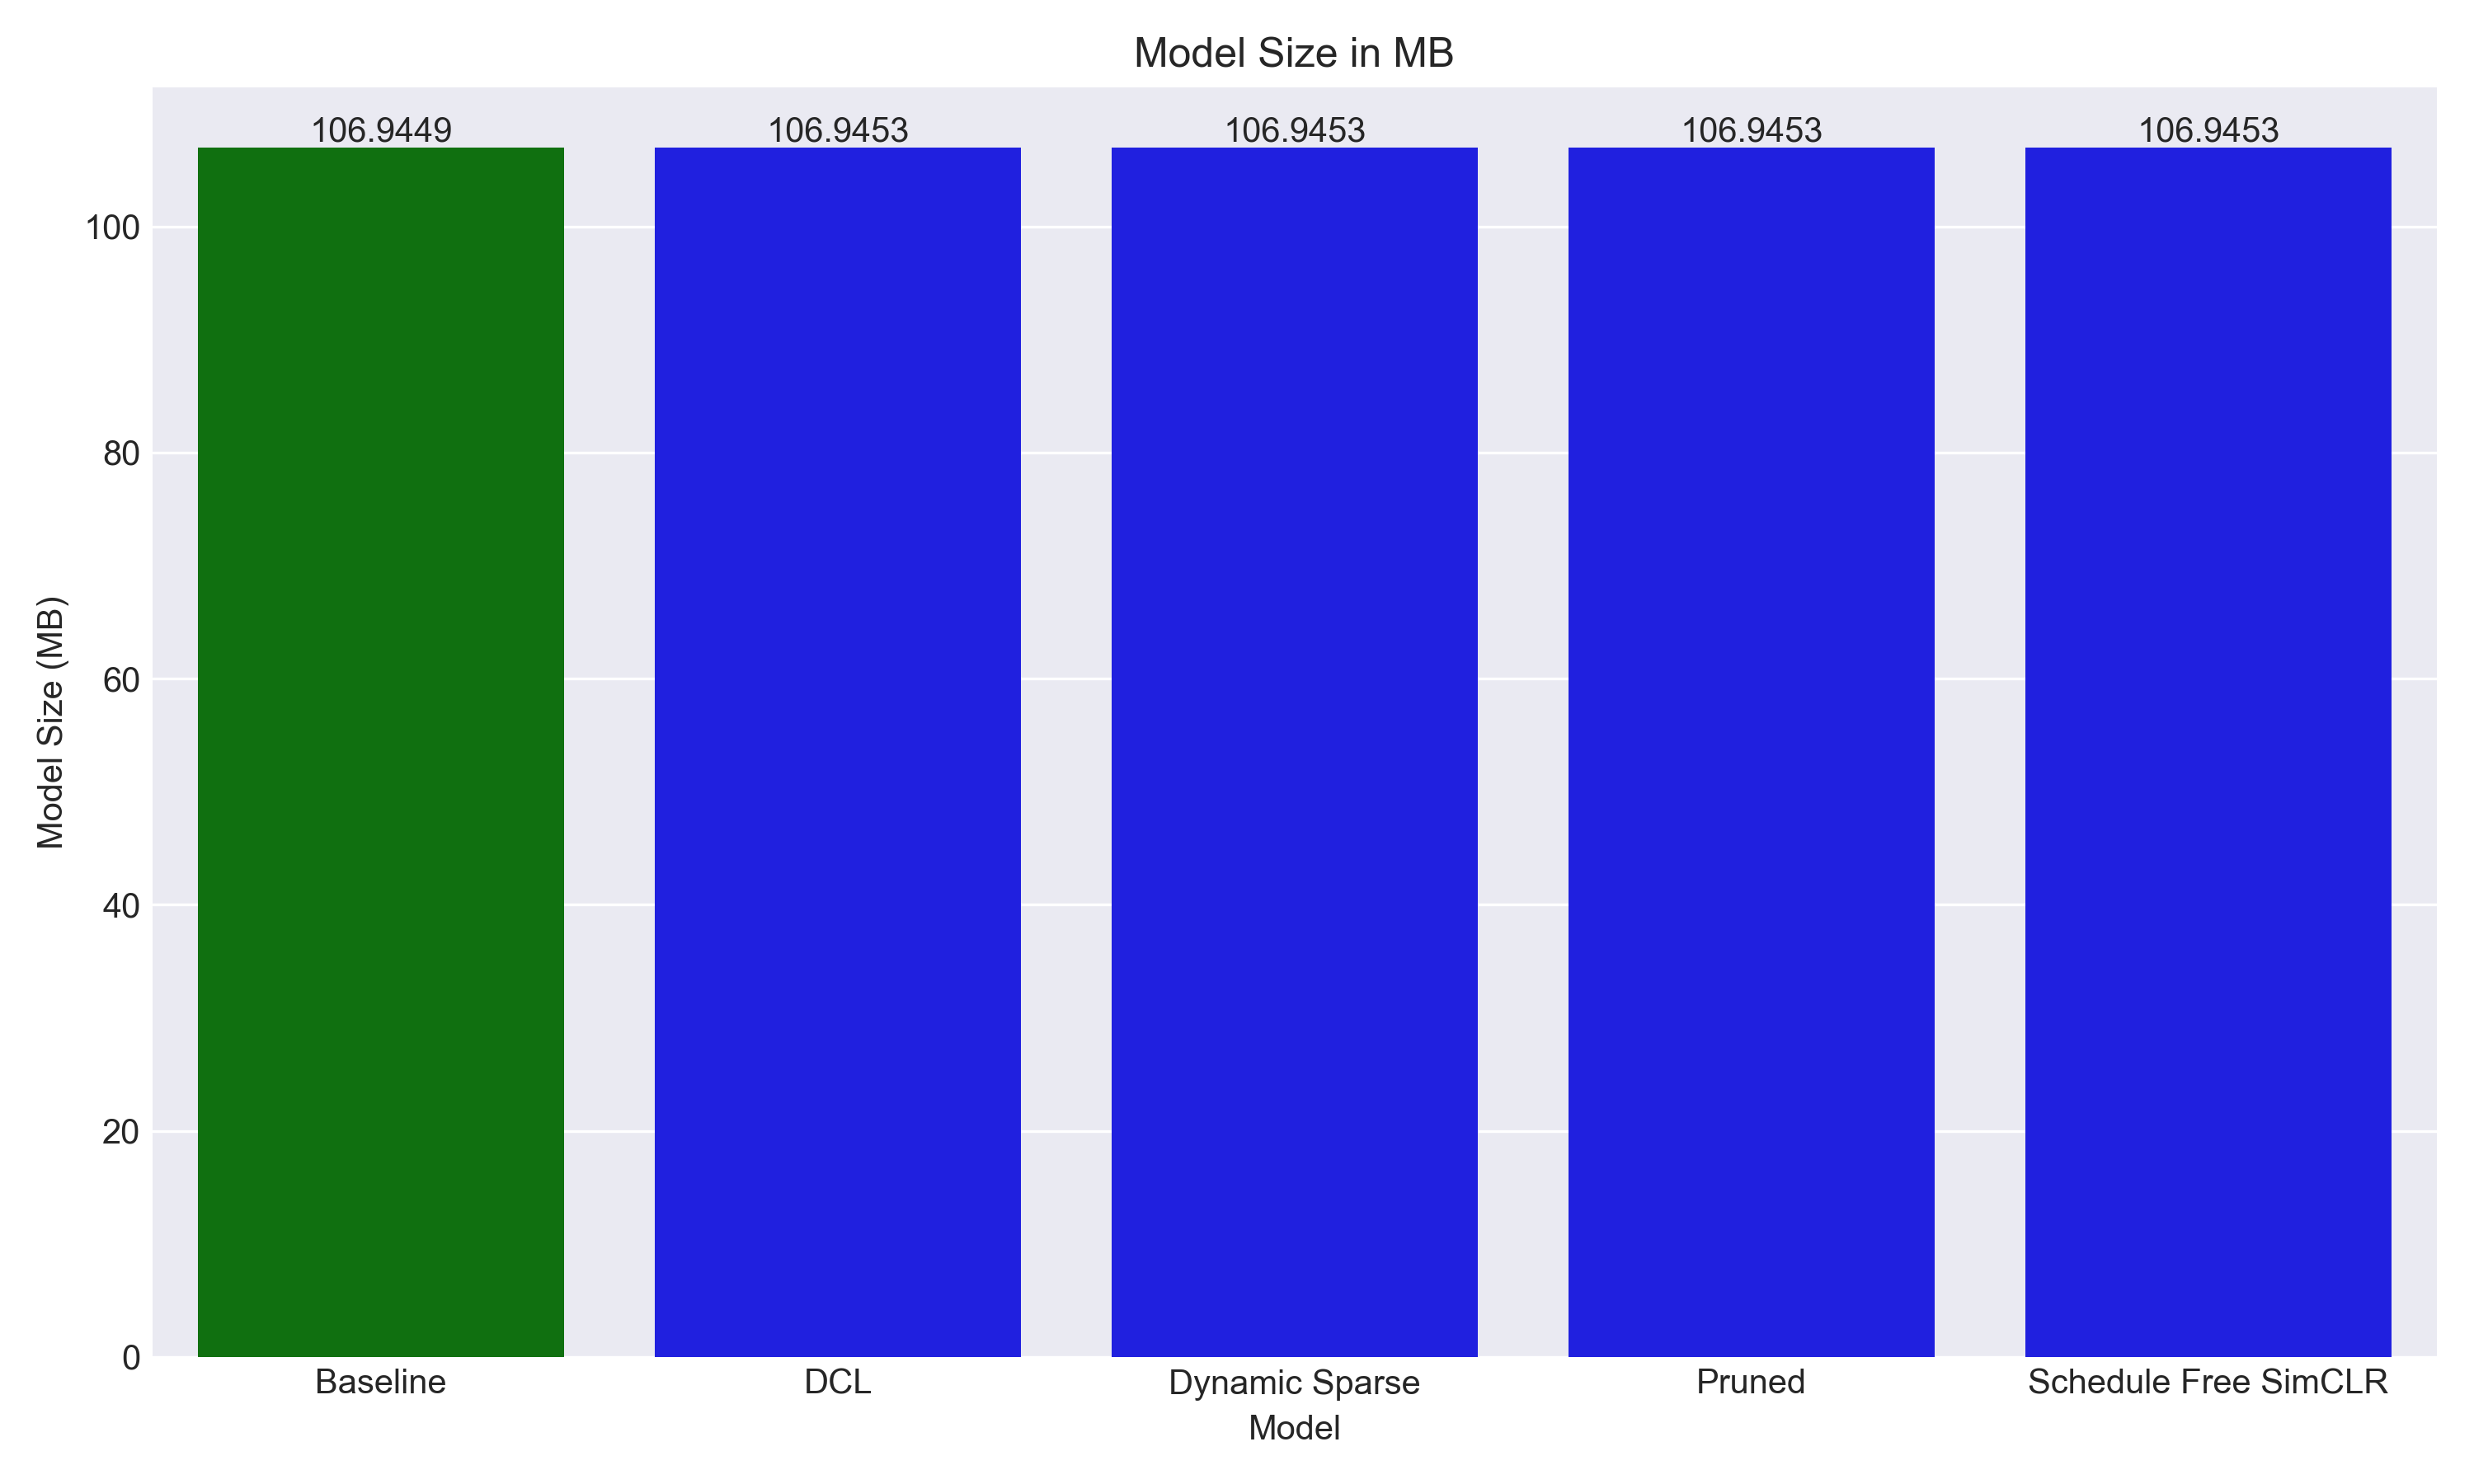 Model Size in MB
106.9449 106.9453 106.9453 106.9453 106.9453
100
80
60
40
20
0
Model Size (MB)
Baseline DCL Dynamic Sparse Pruned Schedule Free SimCLR
Model